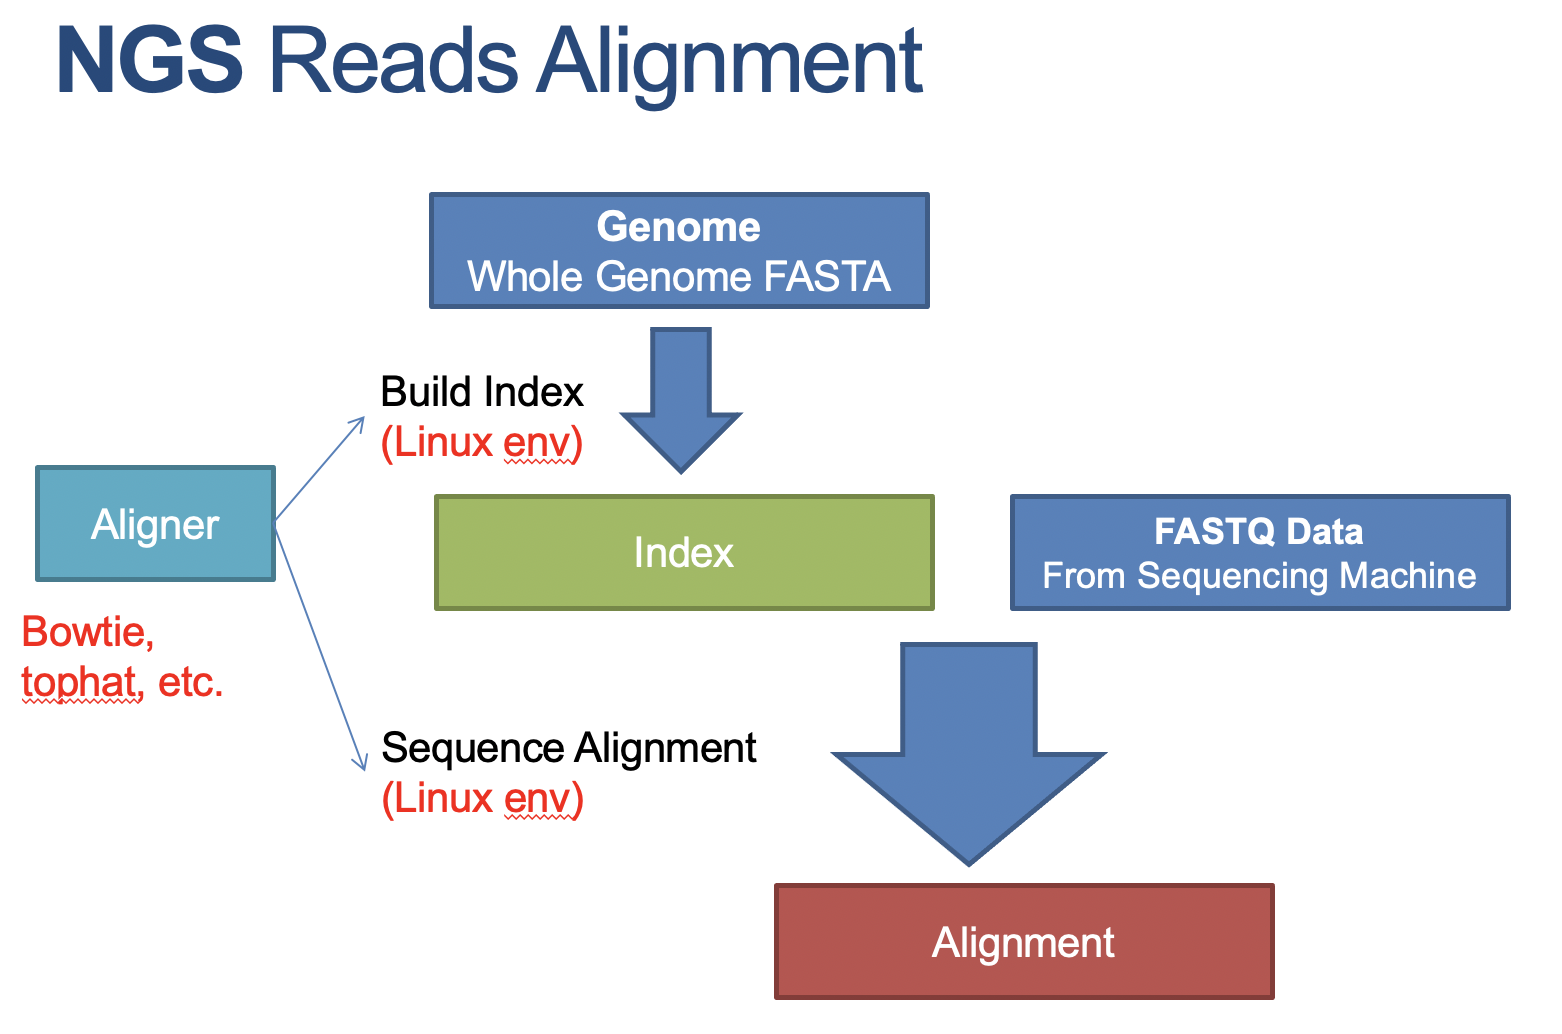 NGS Reads Alignment
Genome
Whole Genome FASTA
Build Index
(Linux env)
Aligner
Index
FASTQ Data
From Sequencing Machine
Bowtie,
tophat, etc.
Sequence Alignment
(Linux env)
Alignment